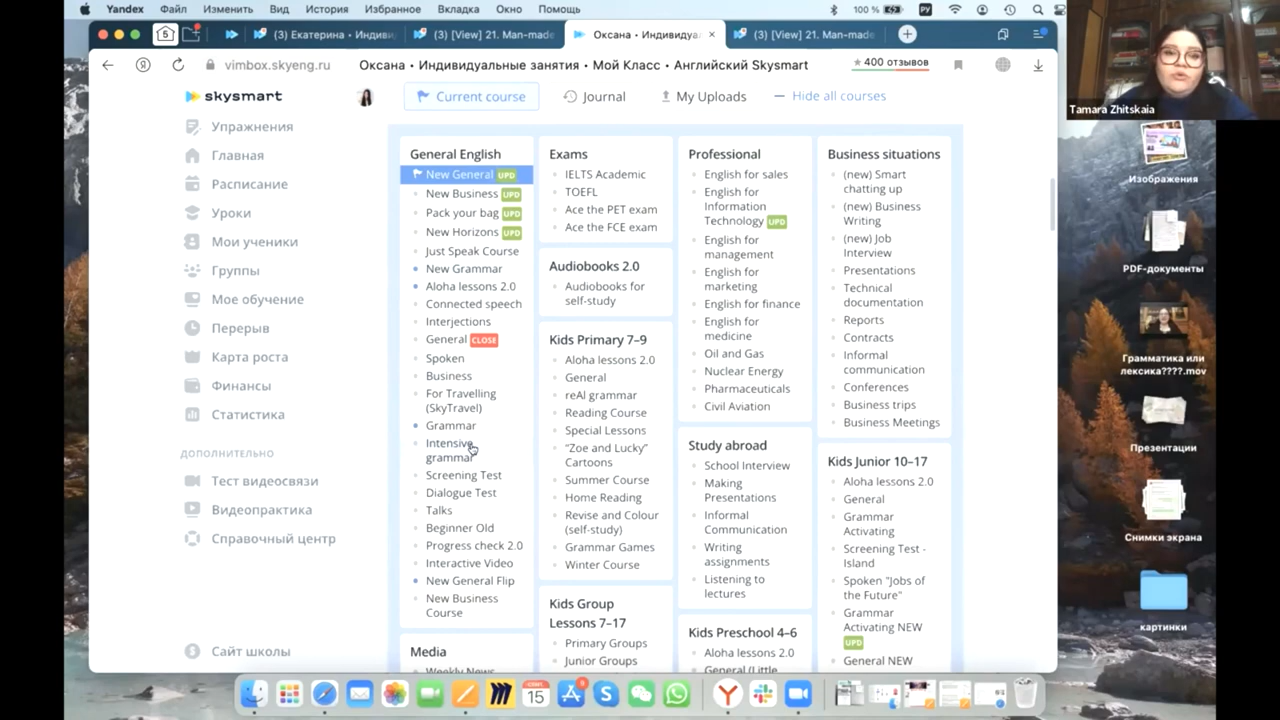 Yandex Файл Изменить Вид История Избранное Вкладка Окно Помощь
100 % РУ
5 (3) Екатерина • Индиви (3) [View] 21. Man-made Оксана • Индивидуа × (3) [View] 21. Man-made
vimbox.skyeng.ru Оксана • Индивидуальные занятия • Мой Класс • Английский Skysmart ★ 400 отзывов
skysmart
Current course Journal My Uploads Hide all courses
Упражнения
Главная
Расписание
Уроки
Мои ученики
Группы
Мое обучение
Перерыв
Карта роста
Финансы
Статистика
ДОПОЛНИТЕЛЬНО
Тест видеосвязи
Видеопрактика
Справочный центр
Сайт школы
General English
New General UPD
New Business UPD
Pack your bag UPD
New Horizons UPD
Just Speak Course
New Grammar
Aloha lessons 2.0
Connected speech
Interjections
General CLOSE
Spoken
Business
For Travelling
(SkyTravel)
Grammar
Intensive
grammar
Screening Test
Dialogue Test
Talks
Beginner Old
Progress check 2.0
Interactive Video
New General Flip
New Business
Course
Media
Weekly News
Exams
IELTS Academic
TOEFL
Ace the PET exam
Ace the FCE exam
Audiobooks 2.0
Audiobooks for
self-study
Kids Primary 7–9
Aloha lessons 2.0
General
reAl grammar
Reading Course
Special Lessons
“Zoe and Lucky”
Cartoons
Summer Course
Home Reading
Revise and Colour
(self-study)
Grammar Games
Winter Course
Kids Group
Lessons 7–17
Primary Groups
Junior Groups
Professional
English for sales
English for
Information
Technology UPD
English for
management
English for
marketing
English for finance
English for
medicine
Oil and Gas
Nuclear Energy
Pharmaceuticals
Civil Aviation
Study abroad
School Interview
Making
Presentations
Informal
Communication
Writing
assignments
Listening to
lectures
Kids Preschool 4–6
Aloha lessons 2.0
General (Little
Business situations
(new) Smart
chatting up
(new) Business
Writing
(new) Job
Interview
Presentations
Technical
documentation
Reports
Contracts
Informal
communication
Conferences
Business trips
Business Meetings
Kids Junior 10–17
Aloha lessons 2.0
General
Grammar
Activating
Screening Test -
Island
Spoken "Jobs of
the Future"
Grammar
Activating NEW
UPD
General NEW
Tamara Zhitskaia
Изображения
PDF-документы
Грамматика или
лексика????.mov
Презентации
Снимки экрана
картинки
15